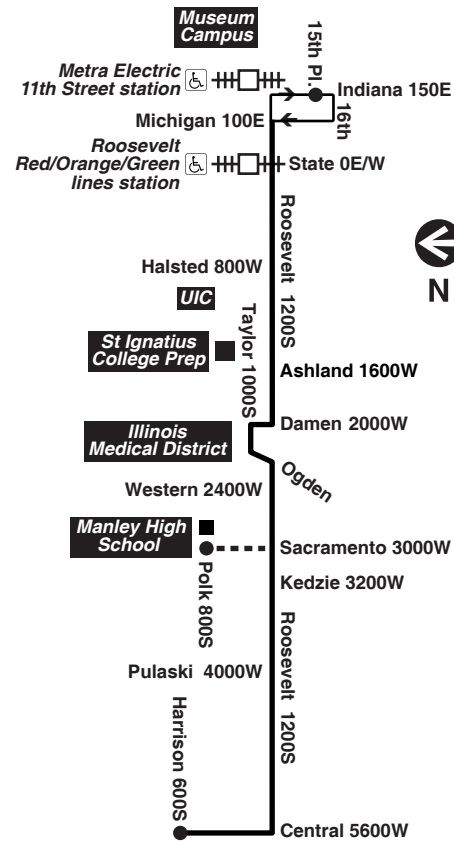 Museum
Campus
15th Pl.
Metra Electric
11th Street station
Indiana 150E
Michigan 100E
16th
Roosevelt
Red/Orange/Green
lines station
State 0E/W
Roosevelt 1200S
N
Halsted 800W
UIC
Taylor 1000S
St Ignatius
College Prep
Ashland 1600W
Illinois
Medical District
Damen 2000W
Ogden
Western 2400W
Manley High
School
Sacramento 3000W
Polk 800S
Kedzie 3200W
Roosevelt 1200S
Pulaski 4000W
Harrison 600S
Central 5600W